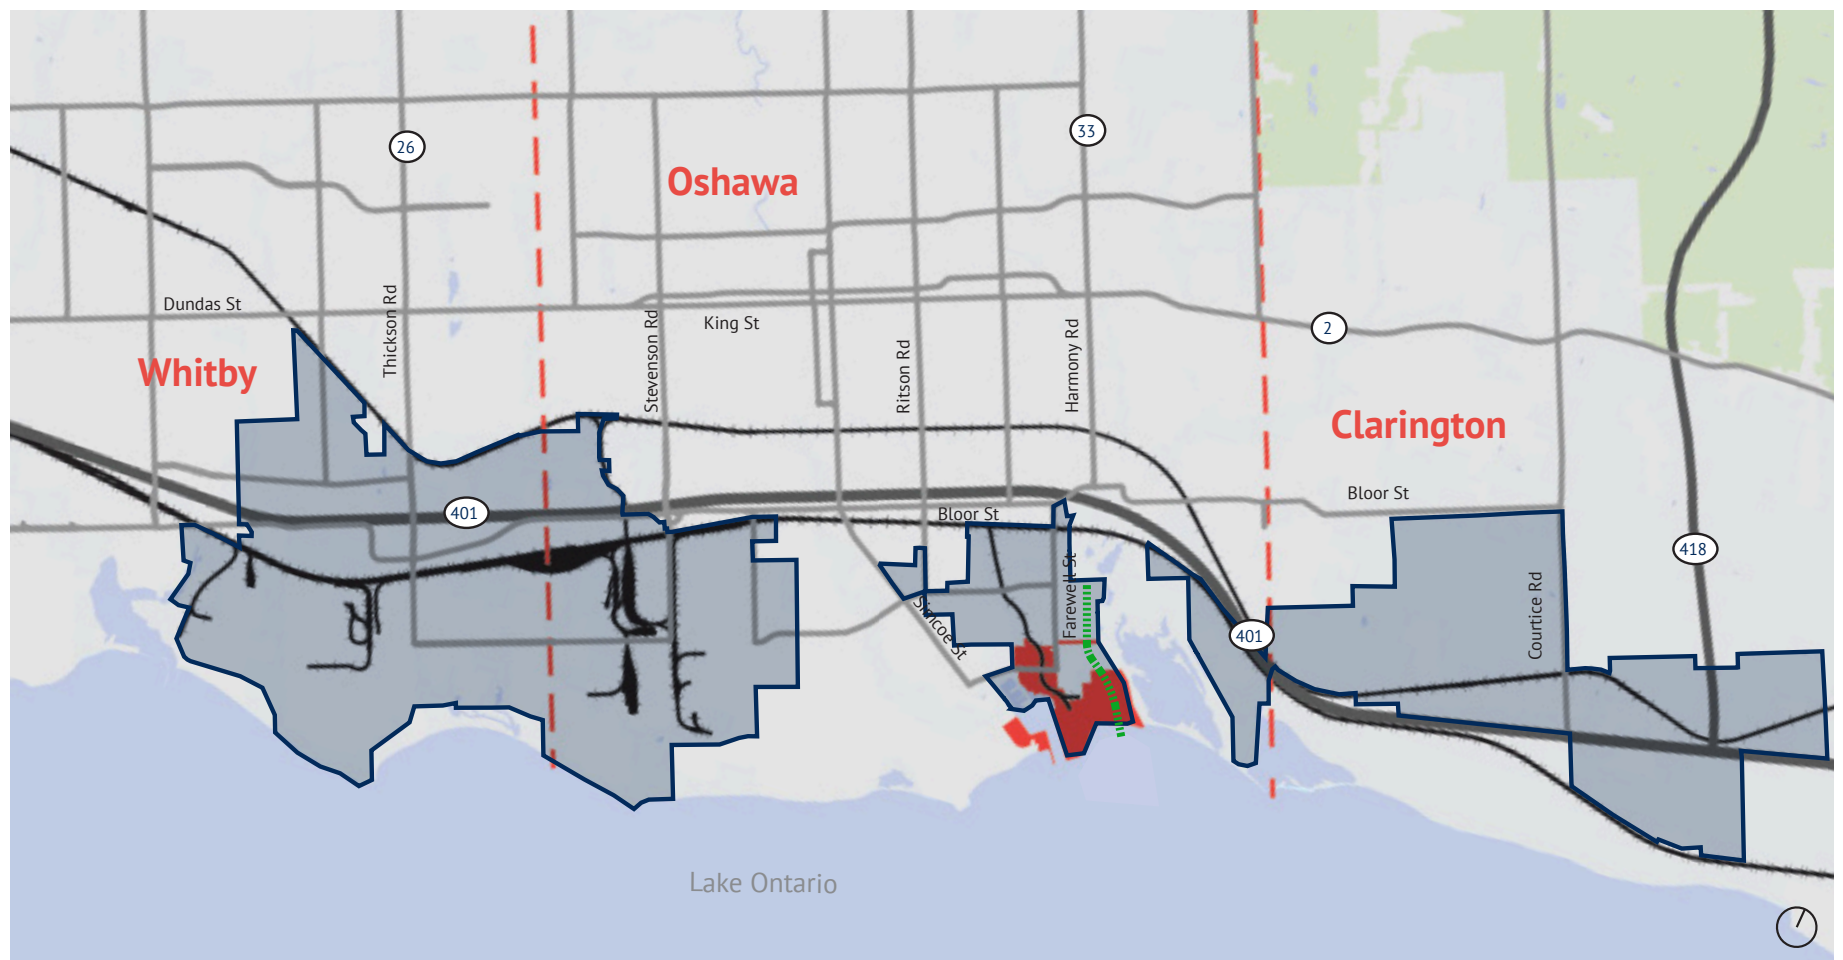 33
26
Oshawa
Dundas St
Thickson Rd
King St
Stevenson Rd
Ritson Rd
Harmony Rd
2
Whitby
Clarington
Bloor St
401
Bloor St
418
Farewell St
Simcoe St
Courtice Rd
401
Lake Ontario